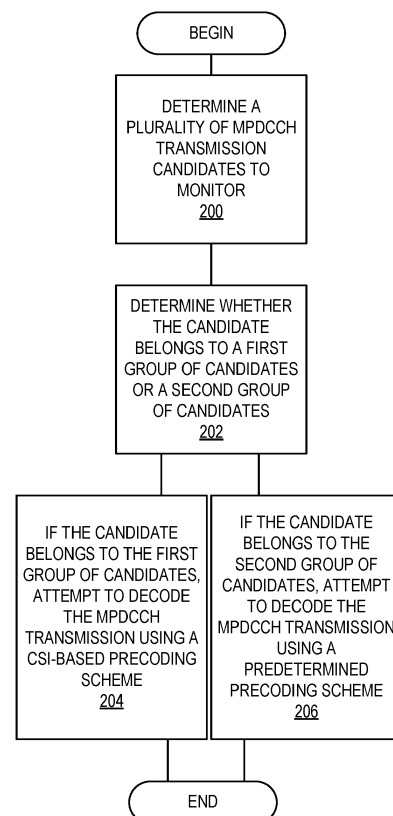 BEGIN
DETERMINE A
PLURALITY OF MPDCCH
TRANSMISSION
CANDIDATES TO
MONITOR
200
DETERMINE WHETHER
THE CANDIDATE
BELONGS TO A FIRST
GROUP OF CANDIDATES
OR A SECOND GROUP
OF CANDIDATES
202
IF THE CANDIDATE
BELONGS TO THE FIRST
GROUP OF CANDIDATES,
ATTEMPT TO DECODE
THE MPDCCH
TRANSMISSION USING A
CSI-BASED PRECODING
SCHEME
204
IF THE CANDIDATE
BELONGS TO THE
SECOND GROUP OF
CANDIDATES, ATTEMPT
TO DECODE THE
MPDCCH TRANSMISSION
USING A
PREDETERMINED
PRECODING SCHEME
206
END